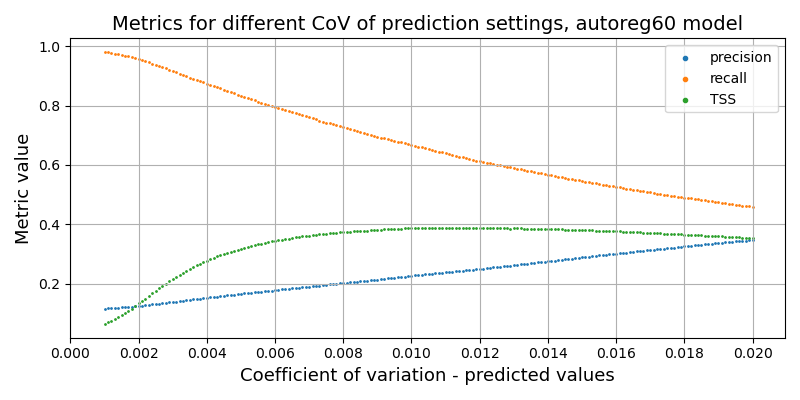 Metrics for different CoV of prediction settings, autoreg60 model
precision
recall
TSS
Metric value
1.0
0.8
0.6
0.4
0.2
0.000 0.002 0.004 0.006 0.008 0.010 0.012 0.014 0.016 0.018 0.020
Coefficient of variation - predicted values